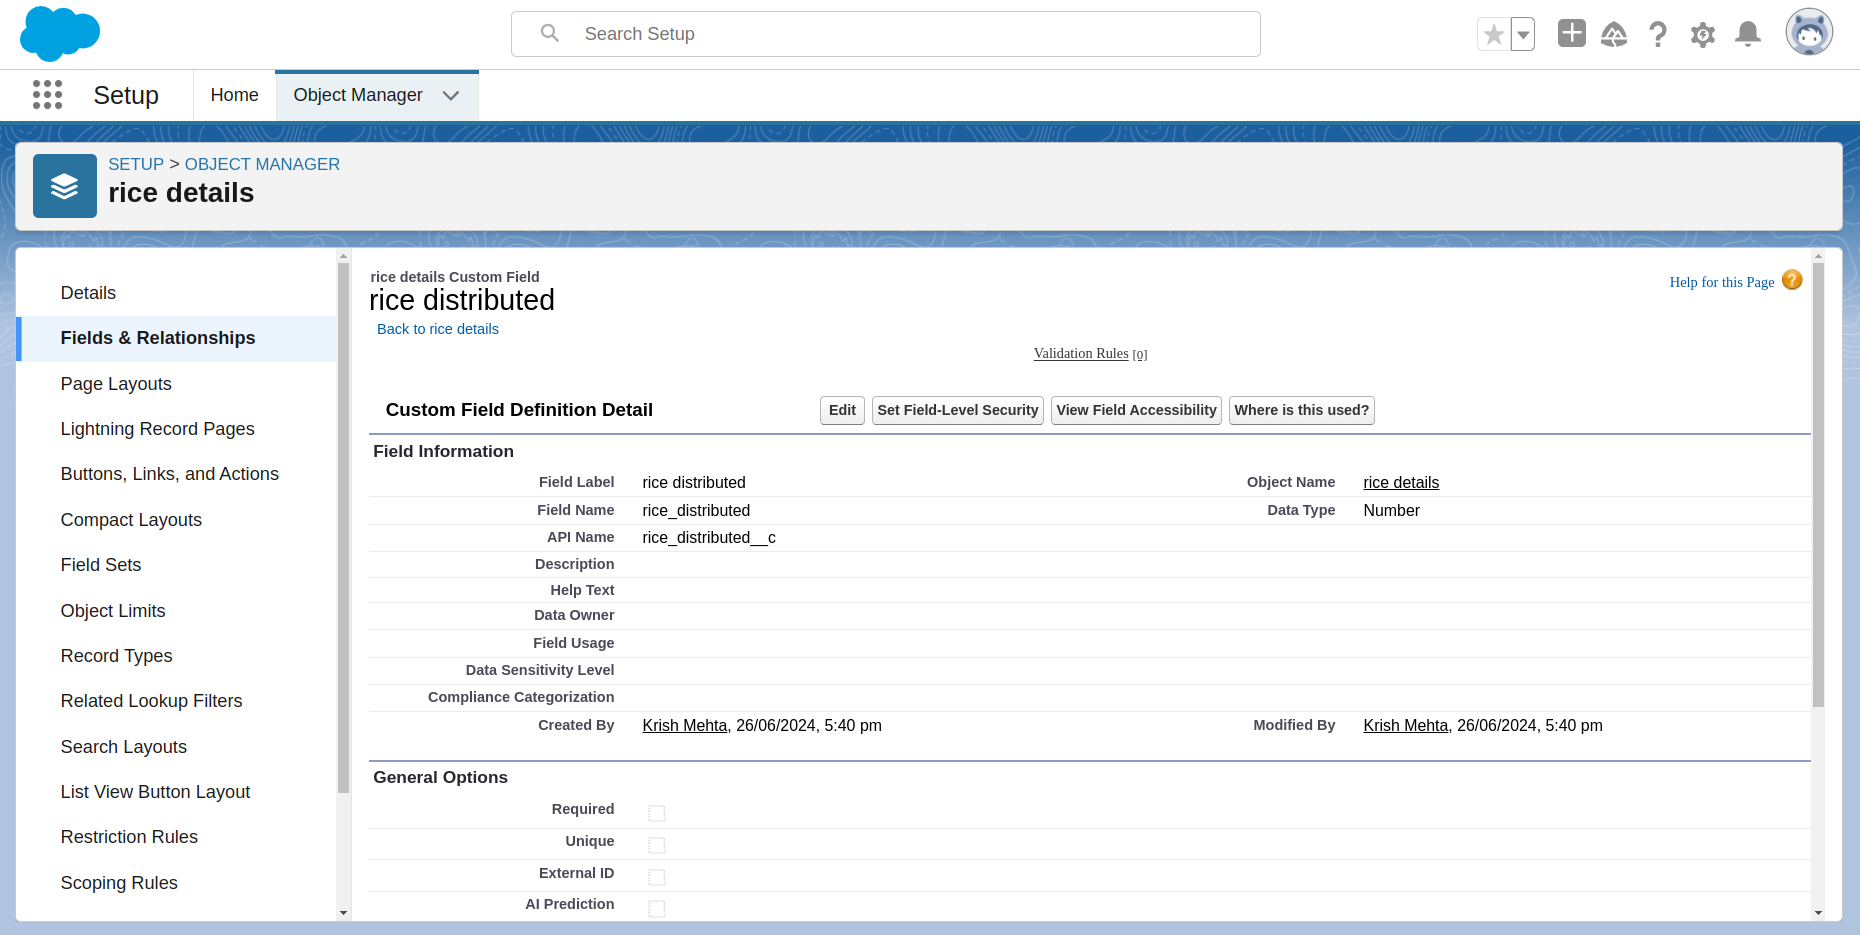 Search Setup
Setup
Home
Object Manager
SETUP > OBJECT MANAGER
rice details
Details
Fields & Relationships
Page Layouts
Lightning Record Pages
Buttons, Links, and Actions
Compact Layouts
Field Sets
Object Limits
Record Types
Related Lookup Filters
Search Layouts
List View Button Layout
Restriction Rules
Scoping Rules
rice details Custom Field
rice distributed
Back to rice details
Help for this Page ?
Validation Rules [0]
Custom Field Definition Detail Edit Set Field-Level Security View Field Accessibility Where is this used?
Field Information
Field Label rice distributed Object Name rice details
Field Name rice_distributed Data Type Number
API Name rice_distributed__c
Description
Help Text
Data Owner
Field Usage
Data Sensitivity Level
Compliance Categorization
Created By Krish Mehta, 26/06/2024, 5:40 pm Modified By Krish Mehta, 26/06/2024, 5:40 pm
General Options
Required
Unique
External ID
AI Prediction